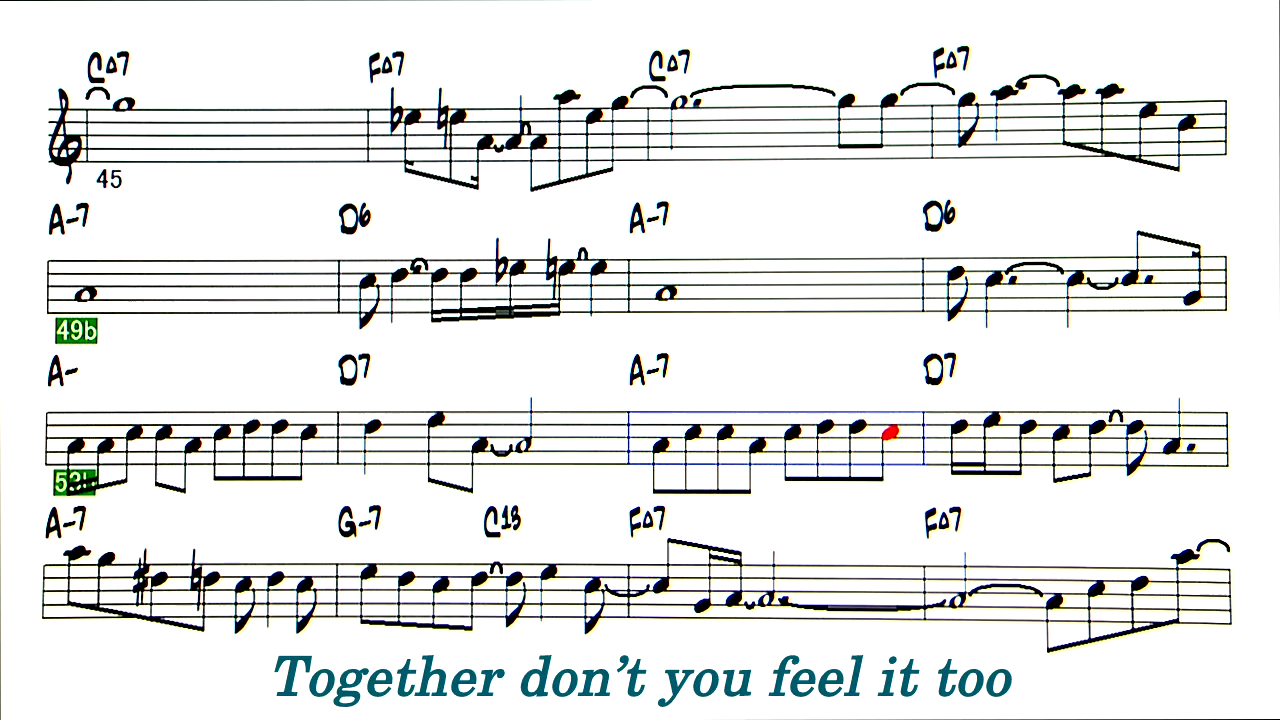 C△7 F△7 C△7 F△7
45
A-7 D6 A-7 D6
49b
A- D7 A-7 D7
A-7 G-7 C13 F△7 F△7
Together don't you feel it too